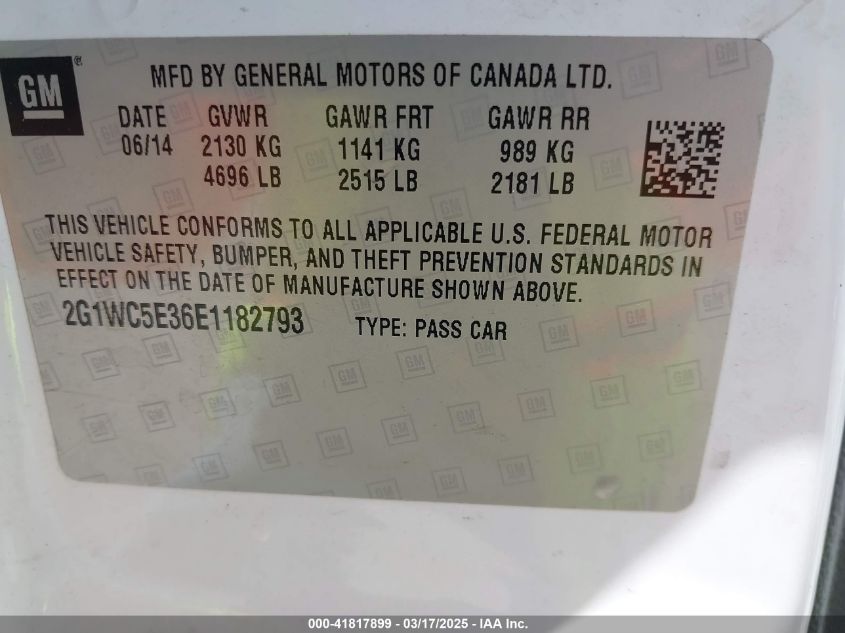 GM®
MFD BY GENERAL MOTORS OF CANADA LTD.
DATE GVWR GAWR FRT GAWR RR
06/14 2130 KG 1141 KG 989 KG
4696 LB 2515 LB 2181 LB
THIS VEHICLE CONFORMS TO ALL APPLICABLE U.S. FEDERAL MOTOR
VEHICLE SAFETY, BUMPER, AND THEFT PREVENTION STANDARDS IN
EFFECT ON THE DATE OF MANUFACTURE SHOWN ABOVE.
2G1WC5E36E1182793 TYPE: PASS CAR
000-41817899 - 03/17/2025 - IAA Inc.